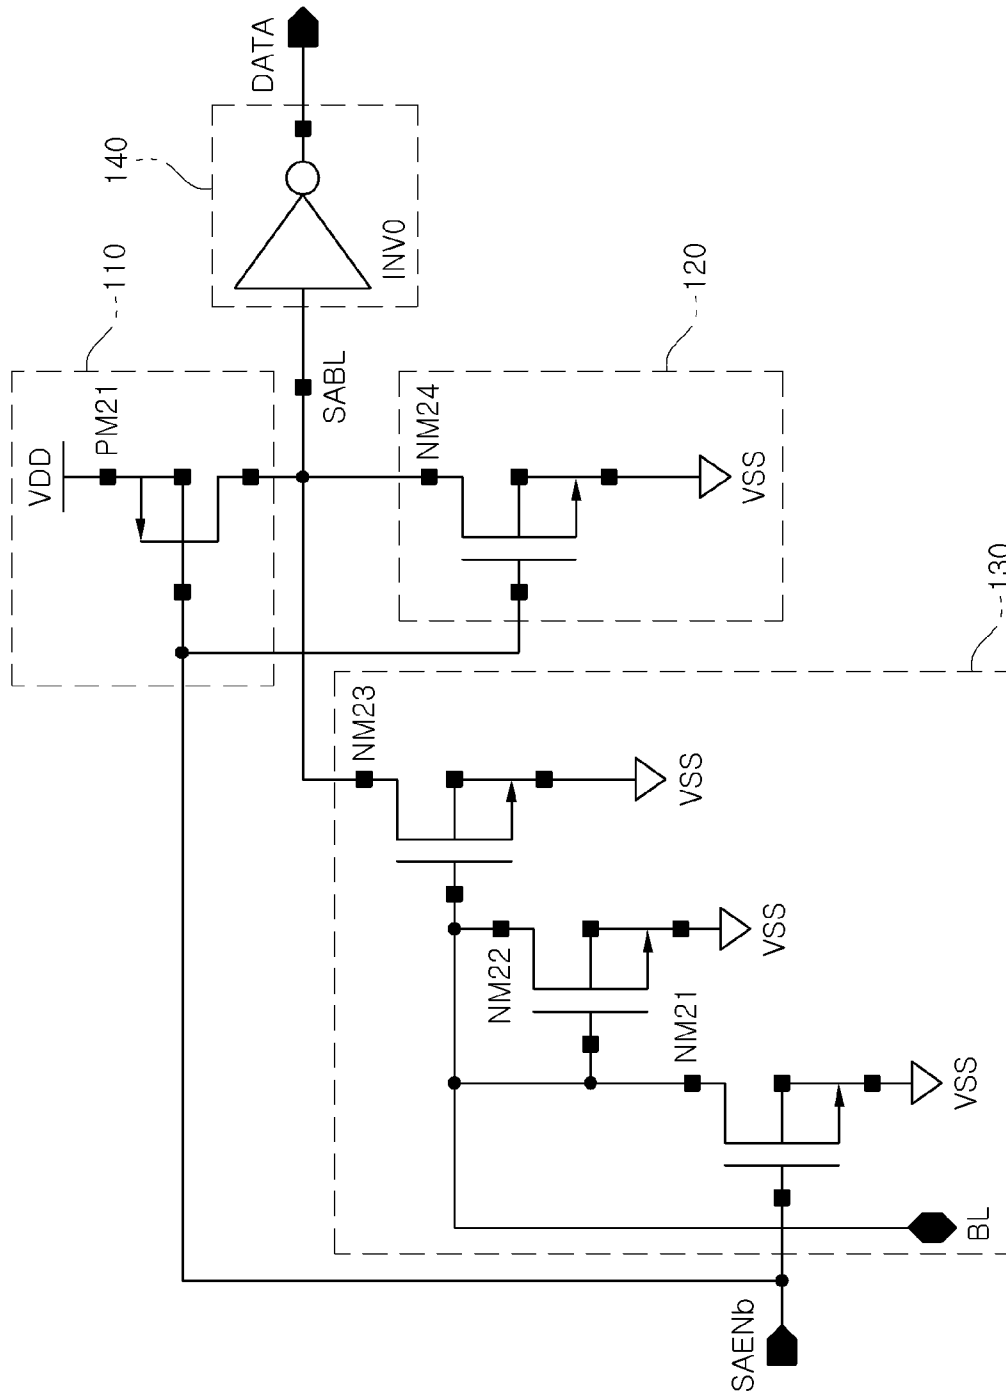 110
VDD
PM21
140
DATA
INV0
SABL
120
NM24
VSS
130
NM23
VSS
NM22
VSS
NM21
VSS
BL
SAENb